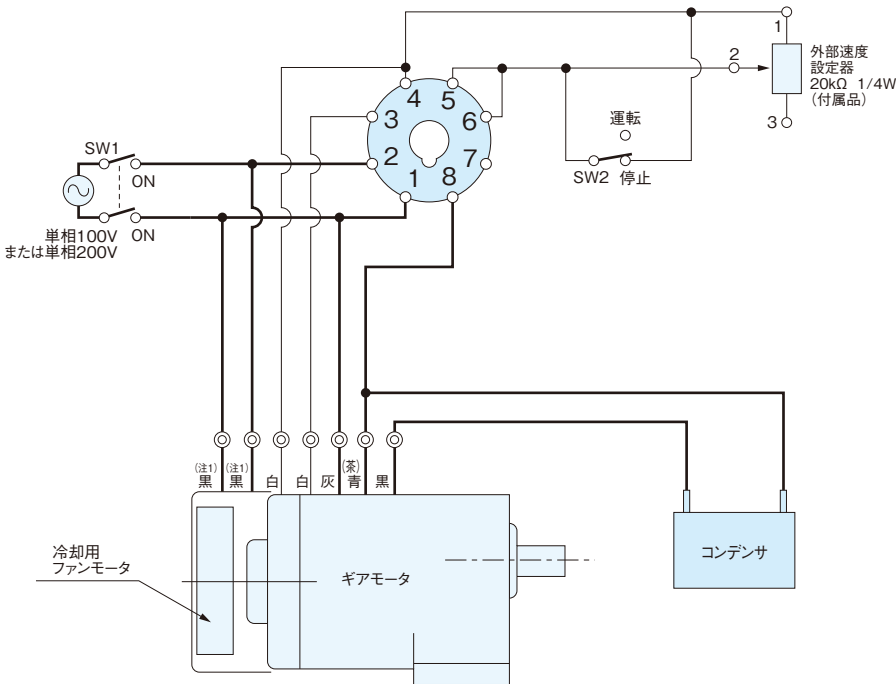 1
外部速度
設定器
20kΩ 1/4W
(付属品)
2
3
4
5
3
6
2
7
1
8
運転
SW2 停止
SW1
ON
単相100V ON
または単相200V
(注1)
黒
(注1)
黒
白
白
灰
(茶)
青
黒
冷却用
ファンモータ
ギアモータ
コンデンサ